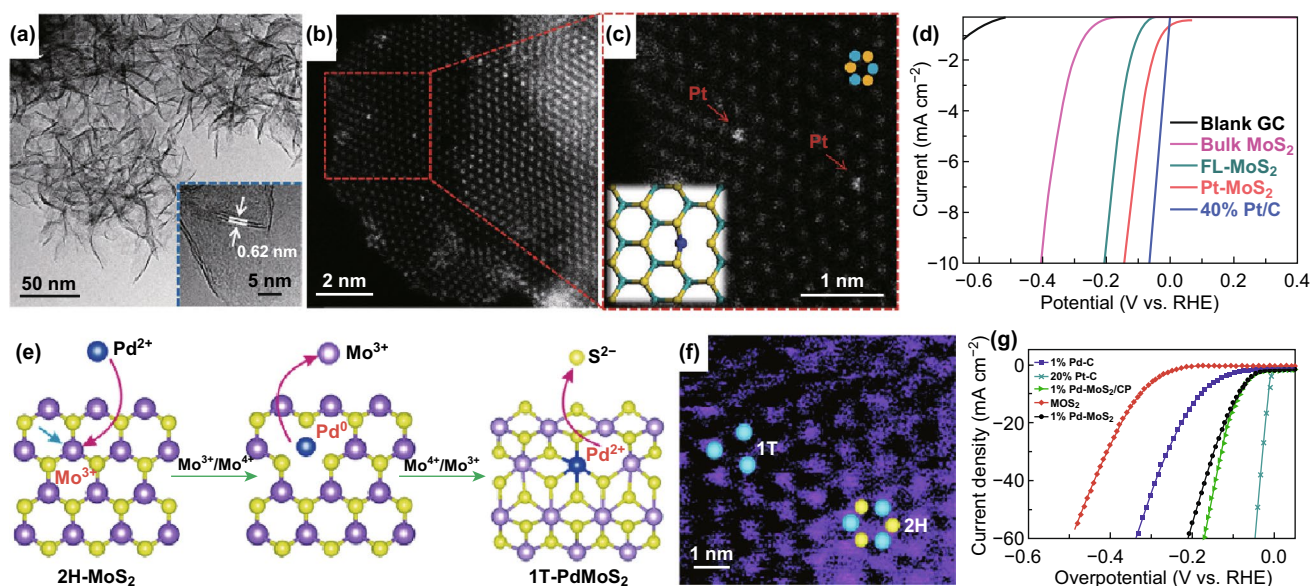 (a)
0.62 nm
50 nm
5 nm
(b)
2 nm
(c)
Pt
Pt
1 nm
(d)
Current (mA cm⁻²)
−2
−4
−6
−8
−10
Blank GC
Bulk MoS₂
FL-MoS₂
Pt-MoS₂
40% Pt/C
−0.6
−0.4
−0.2
0.0
0.2
0.4
Potential (V vs. RHE)
(e)
Pd²⁺
Mo³⁺
Mo³⁺/Mo⁴⁺
2H-MoS₂
Mo³⁺
Pd⁰
Mo⁴⁺/Mo³⁺
S²⁻
Pd²⁺
1T-PdMoS₂
(f)
1T
2H
1 nm
(g)
Current density (mA cm⁻²)
0
−20
−40
−60
1% Pd-C
20% Pt-C
1% Pd-MoS₂/CP
MOS₂
1% Pd-MoS₂
−0.6
−0.4
−0.2
0.0
Overpotential (V vs. RHE)